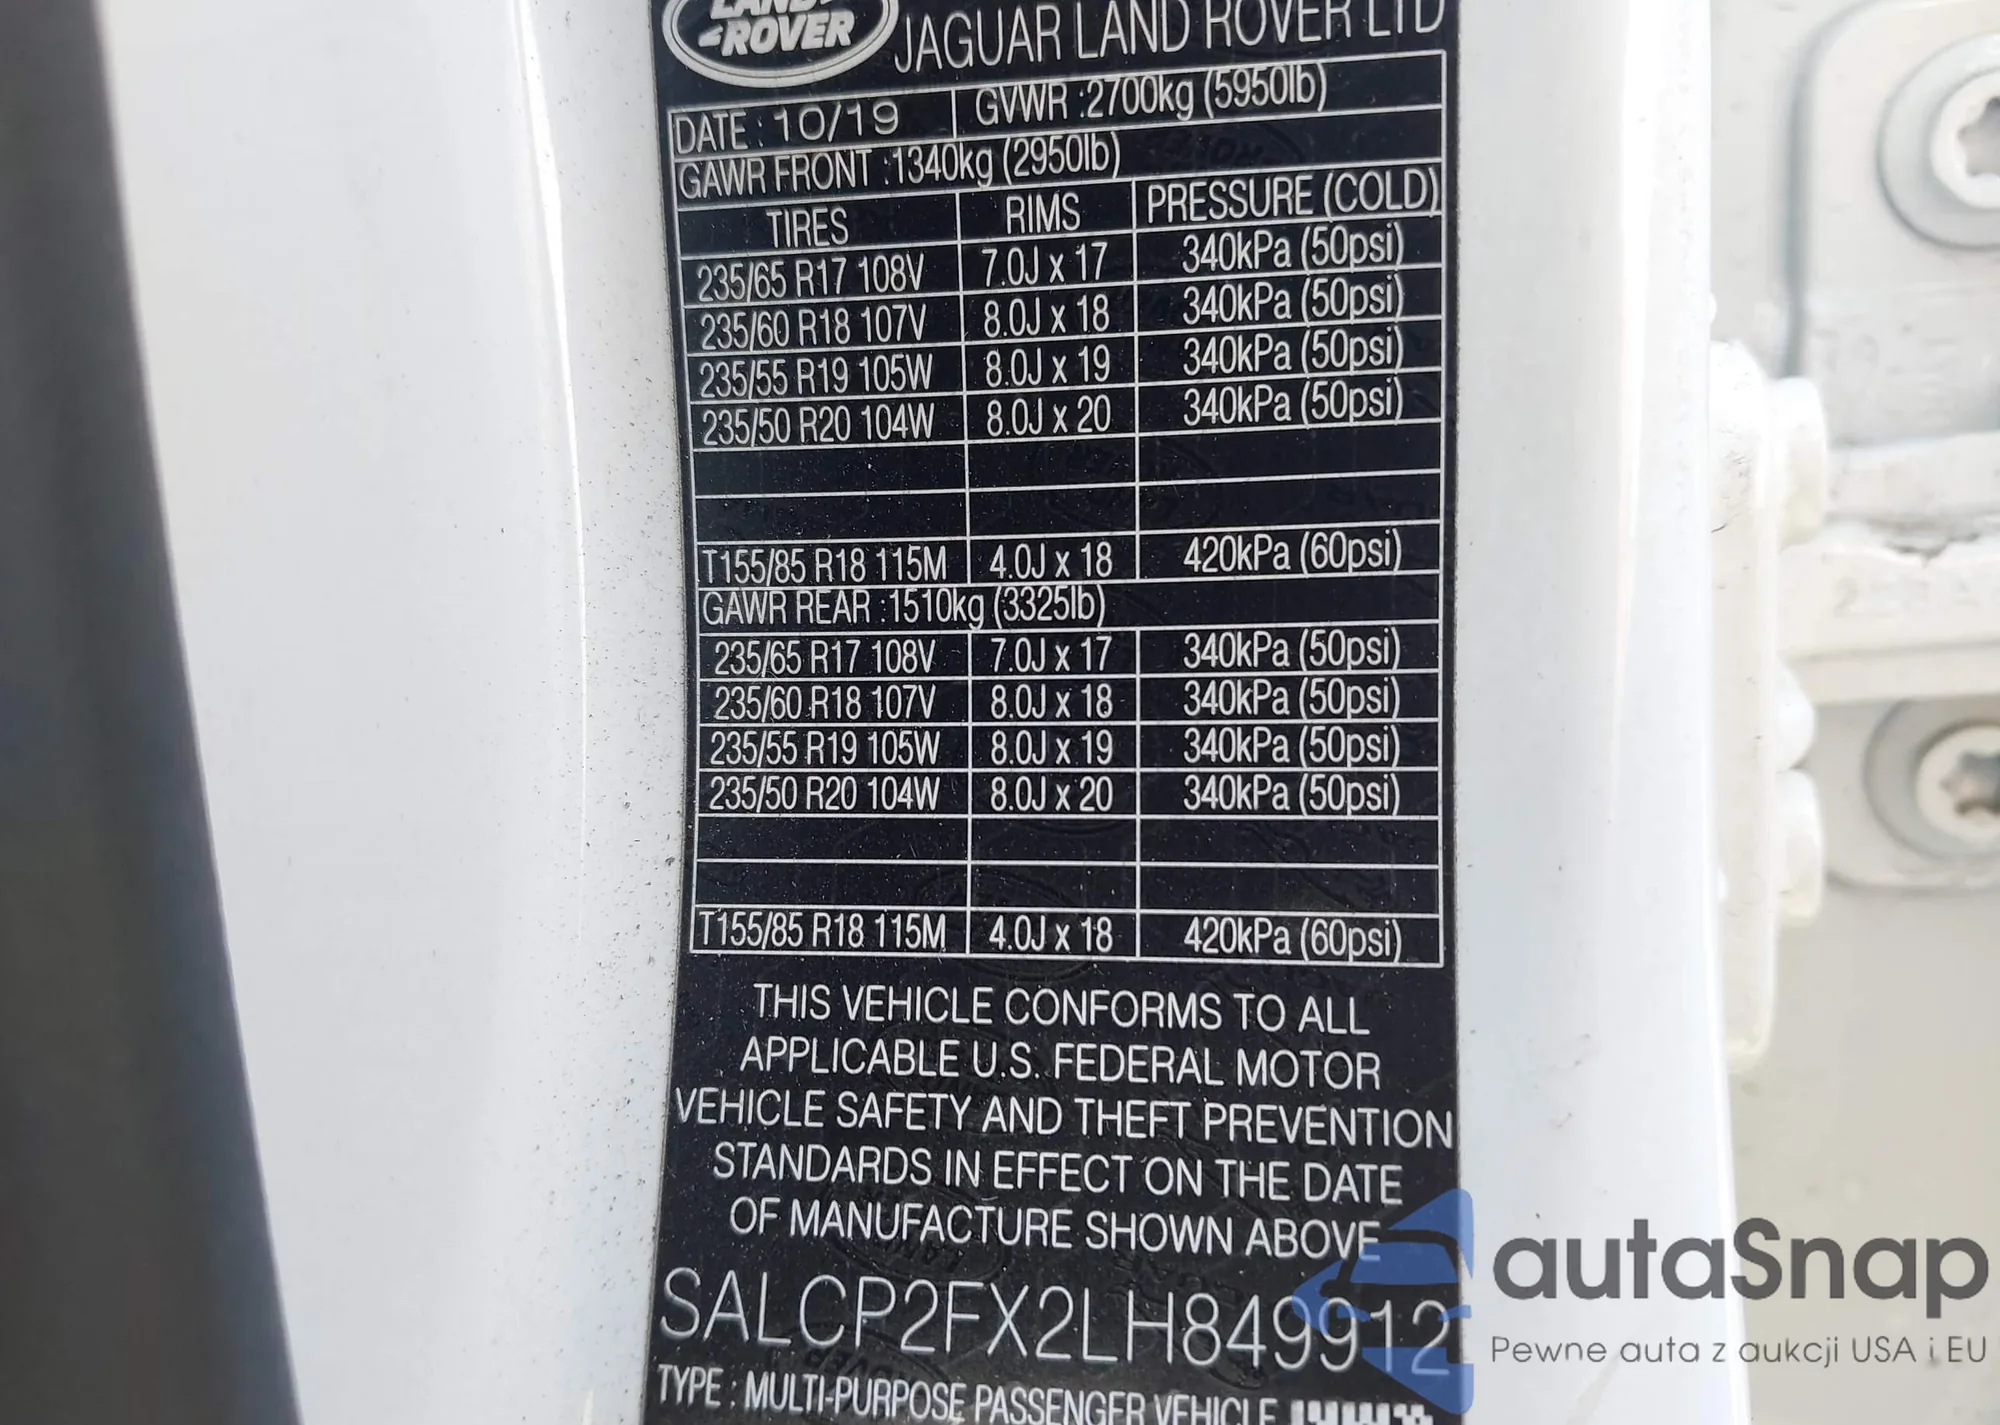 LAND
ROVER
JAGUAR LAND ROVER LTD
DATE : 10/19 GVWR :2700kg (5950lb)
GAWR FRONT :1340kg (2950lb)
TIRES RIMS PRESSURE (COLD)
235/65 R17 108V 7.0J x 17 340kPa (50psi)
235/60 R18 107V 8.0J x 18 340kPa (50psi)
235/55 R19 105W 8.0J x 19 340kPa (50psi)
235/50 R20 104W 8.0J x 20 340kPa (50psi)
T155/85 R18 115M 4.0J x 18 420kPa (60psi)
GAWR REAR :1510kg (3325lb)
235/65 R17 108V 7.0J x 17 340kPa (50psi)
235/60 R18 107V 8.0J x 18 340kPa (50psi)
235/55 R19 105W 8.0J x 19 340kPa (50psi)
235/50 R20 104W 8.0J x 20 340kPa (50psi)
T155/85 R18 115M 4.0J x 18 420kPa (60psi)
THIS VEHICLE CONFORMS TO ALL
APPLICABLE U.S. FEDERAL MOTOR
VEHICLE SAFETY AND THEFT PREVENTION
STANDARDS IN EFFECT ON THE DATE
OF MANUFACTURE SHOWN ABOVE
SALCP2FX2LH849912
TYPE : MULTI-PURPOSE PASSENGER VEHICLE
autaSnap
Pewne auta z aukcji USA i EU